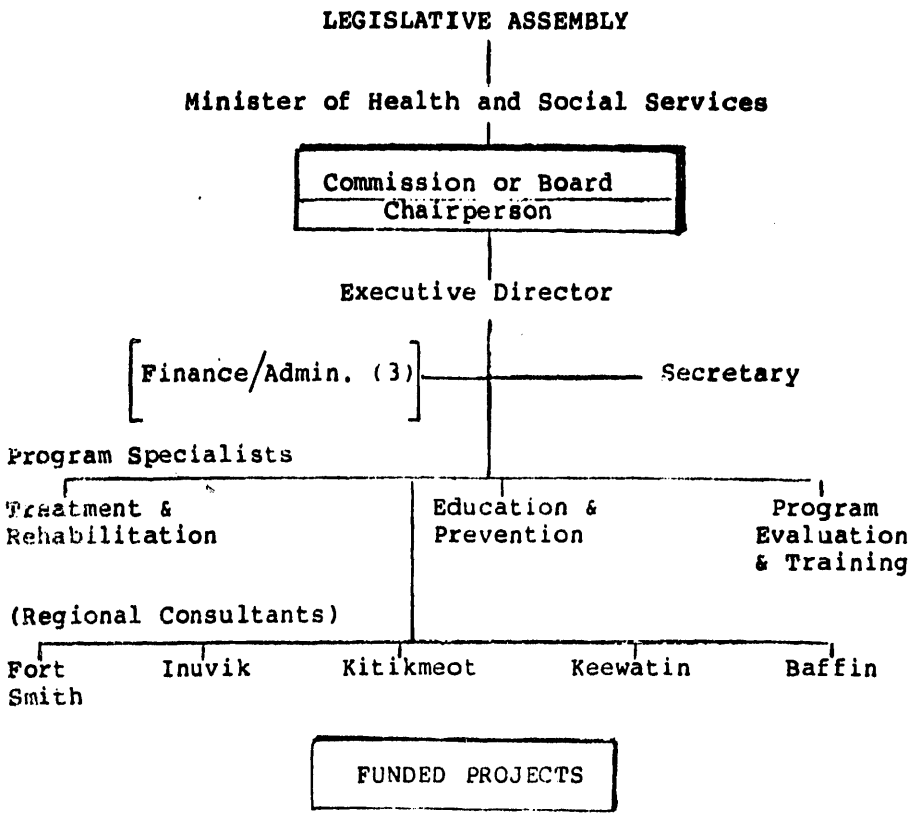 LEGISLATIVE ASSEMBLY
Minister of Health and Social Services
Commission or Board
Chairperson
Executive Director
[Finance/Admin. (3)] Secretary
Program Specialists
Treatment & Education & Program
Rehabilitation Prevention Evaluation
& Training
(Regional Consultants)
Fort Inuvik Kitikmeot Keewatin Baffin
Smith
FUNDED PROJECTS